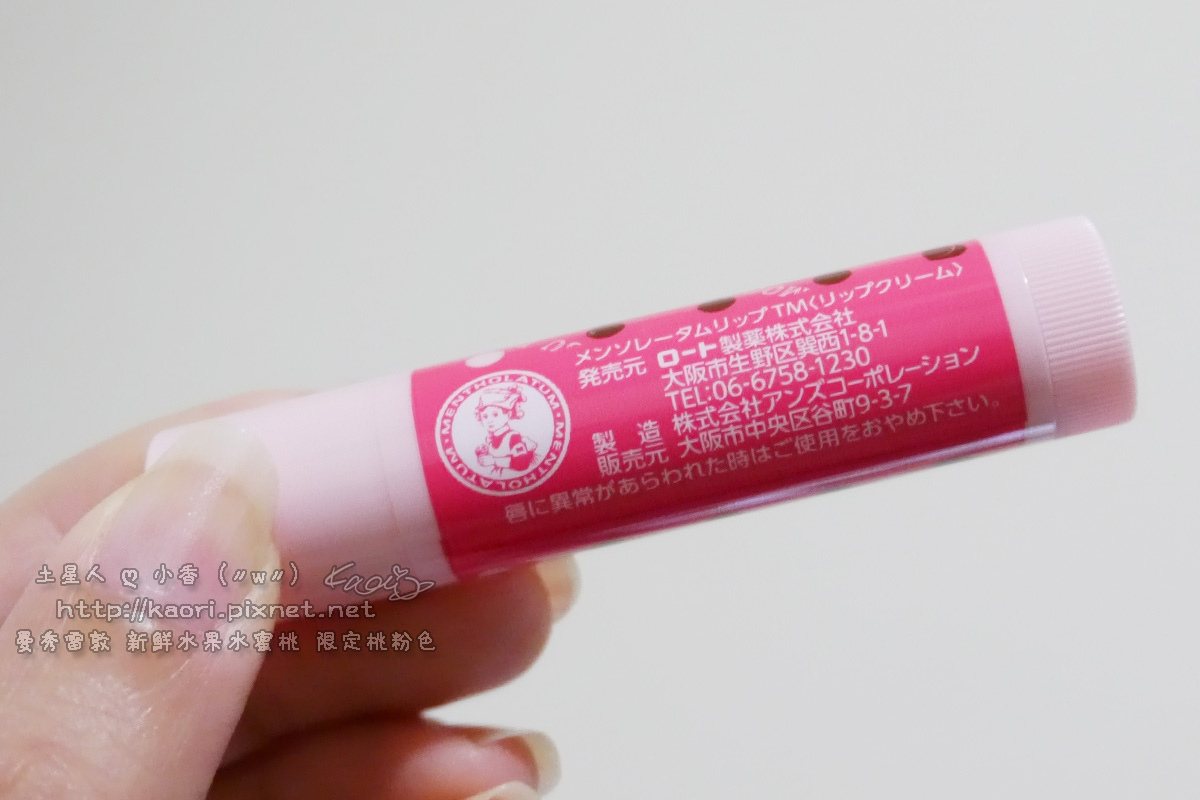 メンソレータムリップTM〈リップクリーム〉
発売元 ロート製薬株式会社
大阪市生野区巽西1-8-1
TEL:06-6758-1230
製造販売元 株式会社アンズコーポレーション
大阪市中央区谷町9-3-7
唇に異常があらわれた時はご使用をおやめ下さい。
MENTHOLATUM・MENTHOLATUM・
土星人 ღ 小香 (〃w〃) Kaori
http://kaori.pixnet.net
曼秀雷敦 新鮮水果水蜜桃 限定桃粉色